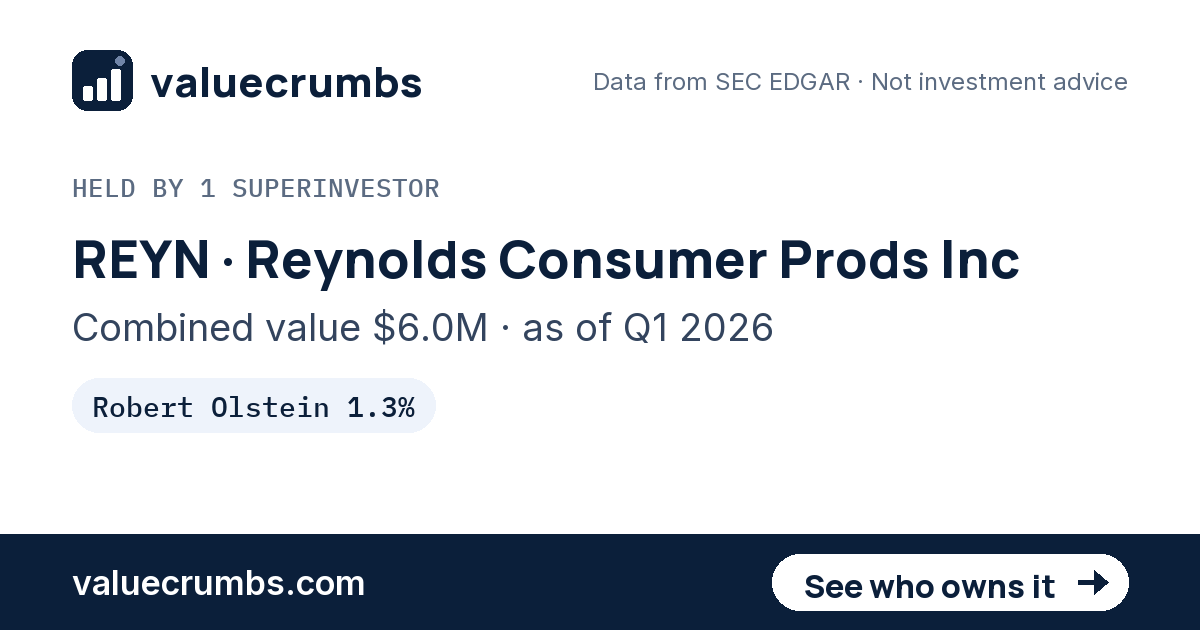 valuecrumbs
Data from SEC EDGAR · Not investment advice
HELD BY 1 SUPERINVESTOR
REYN · Reynolds Consumer Prods Inc
Combined value $6.0M · as of Q1 2026
Robert Olstein 1.3%
valuecrumbs.com
See who owns it →